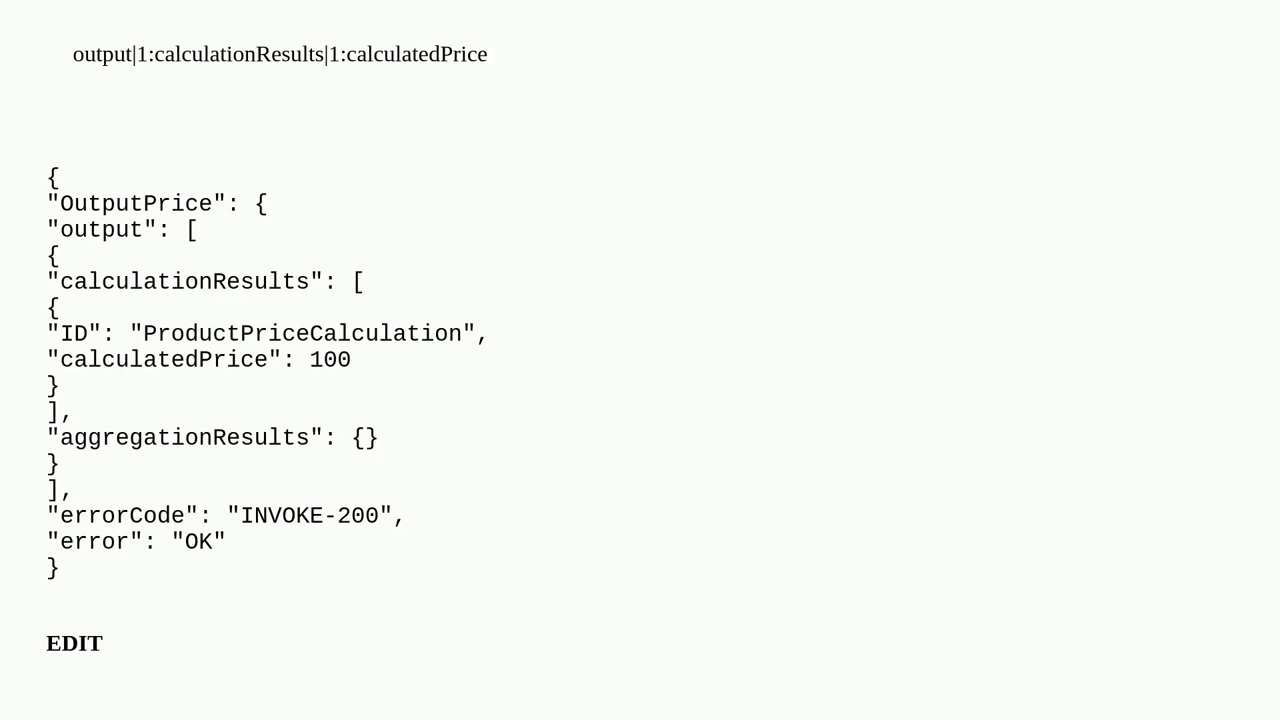 output|1:calculationResults|1:calculatedPrice
{
"OutputPrice": {
"output": [
{
"calculationResults": [
{
"ID": "ProductPriceCalculation",
"calculatedPrice": 100
}
],
"aggregationResults": {}
}
],
"errorCode": "INVOKE-200",
"error": "OK"
}
EDIT